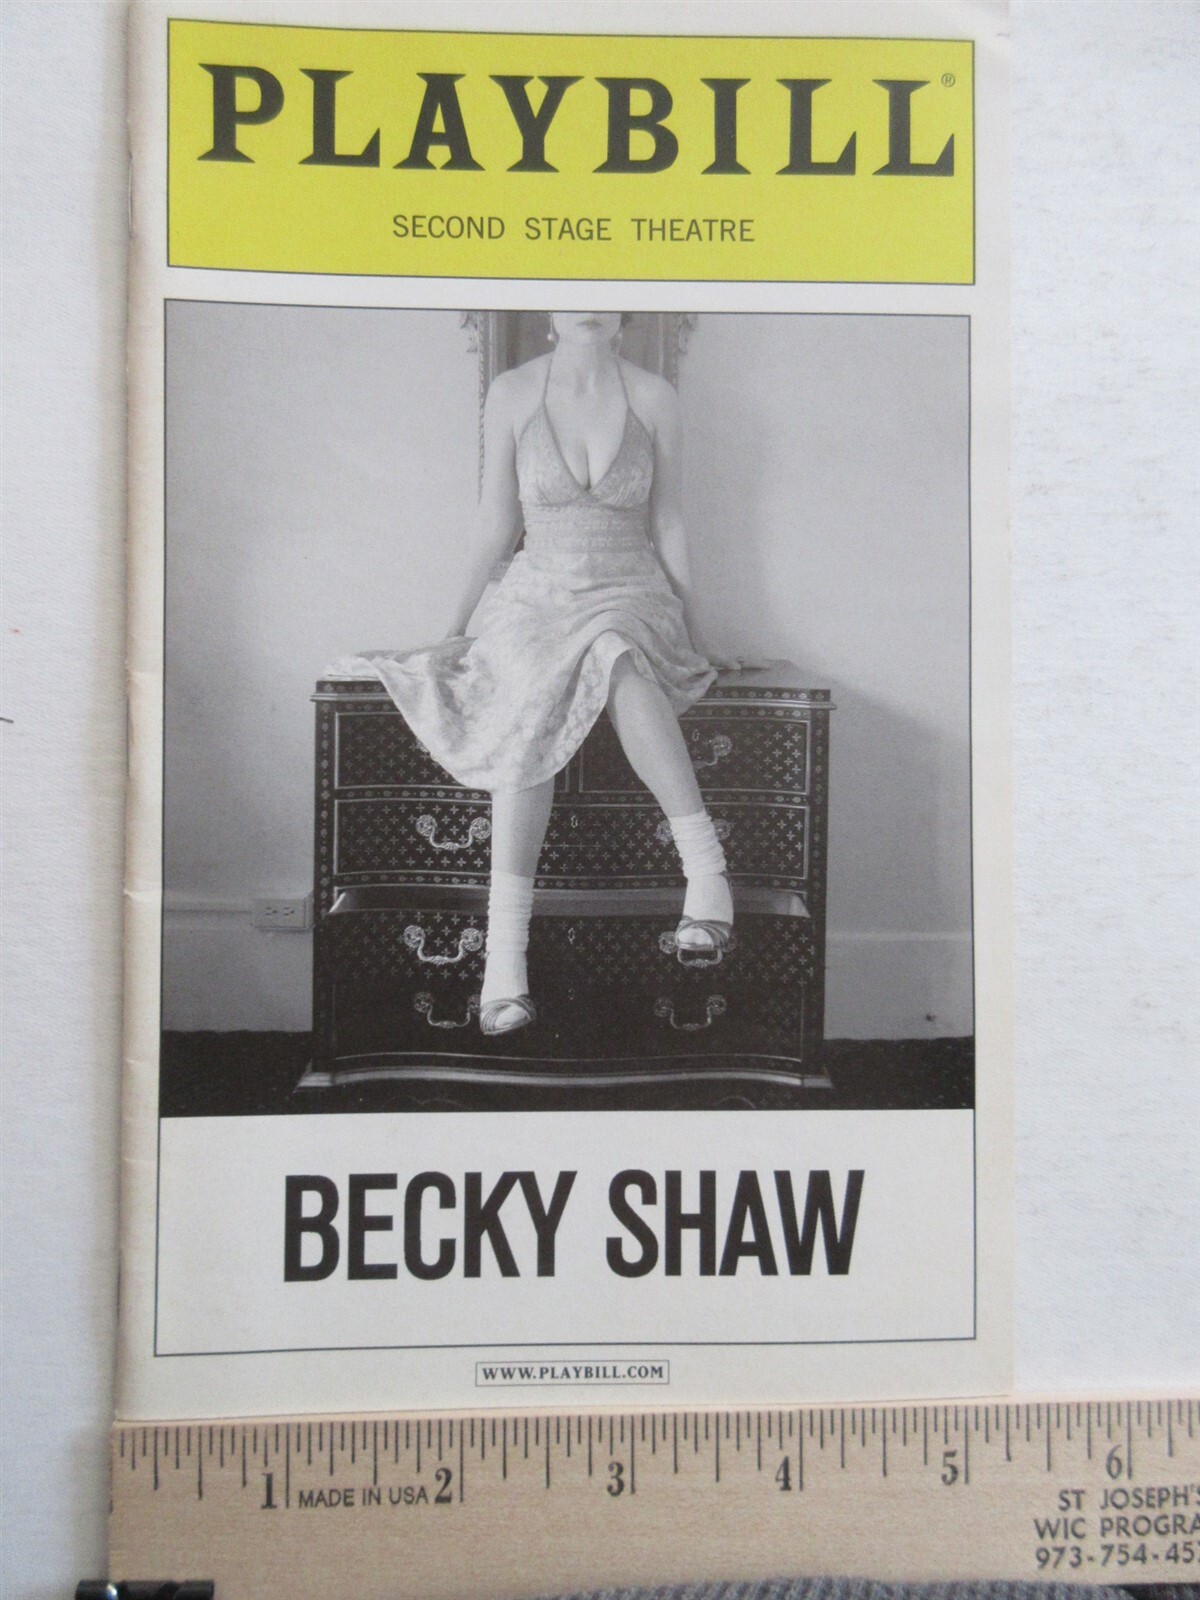 PLAYBILL®
SECOND STAGE THEATRE
BECKY SHAW
WWW.PLAYBILL.COM
1 2 3 4 5 6
MADE IN USA
ST JOSEPH'S
WIC
973-754-45